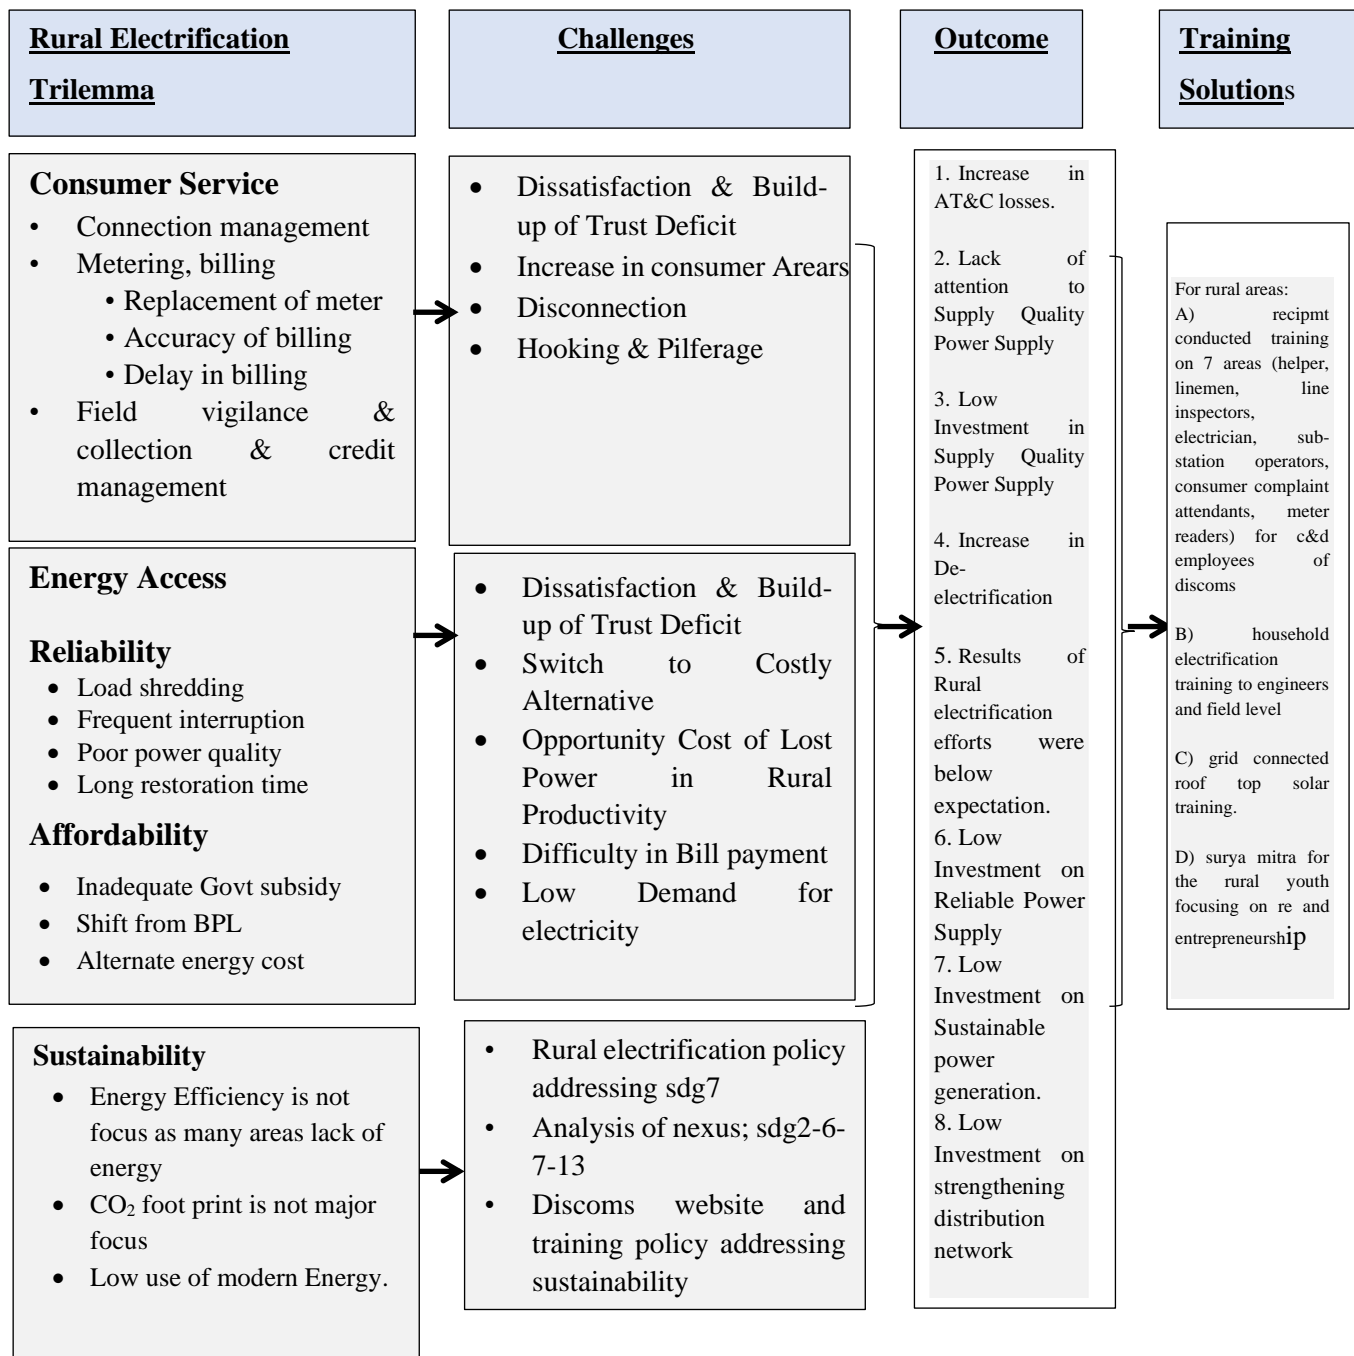 Rural Electrification
Trilemma
Challenges
Outcome
Training
Solutions
Consumer Service
• Connection management
• Metering, billing
• Replacement of meter
• Accuracy of billing
• Delay in billing
• Field vigilance &
collection & credit
management
• Dissatisfaction & Build-
up of Trust Deficit
• Increase in consumer Arears
• Disconnection
• Hooking & Pilferage
Energy Access
Reliability
• Load shredding
• Frequent interruption
• Poor power quality
• Long restoration time
Affordability
• Inadequate Govt subsidy
• Shift from BPL
• Alternate energy cost
• Dissatisfaction & Build-
up of Trust Deficit
• Switch to Costly
Alternative
• Opportunity Cost of Lost
Power in Rural
Productivity
• Difficulty in Bill payment
• Low Demand for
electricity
Sustainability
• Energy Efficiency is not
focus as many areas lack of
energy
• CO₂ foot print is not major
focus
• Low use of modern Energy.
• Rural electrification policy
addressing sdg7
• Analysis of nexus; sdg2-6-
7-13
• Discoms website and
training policy addressing
sustainability
1. Increase in
AT&C losses.
2. Lack of
attention to
Supply Quality
Power Supply
3. Low
Investment in
Supply Quality
Power Supply
4. Increase in
De-
electrification
5. Results of
Rural
electrification
efforts were
below
expectation.
6. Low
Investment on
Reliable Power
Supply
7. Low
Investment on
Sustainable
power
generation.
8. Low
Investment on
strengthening
distribution
network
For rural areas:
A) recipmt
conducted training
on 7 areas (helper,
linemen, line
inspectors,
electrician, sub-
station operators,
consumer complaint
attendants, meter
readers) for c&d
employees of
discoms
B) household
electrification
training to engineers
and field level
C) grid connected
roof top solar
training.
D) surya mitra for
the rural youth
focusing on re and
entrepreneurship